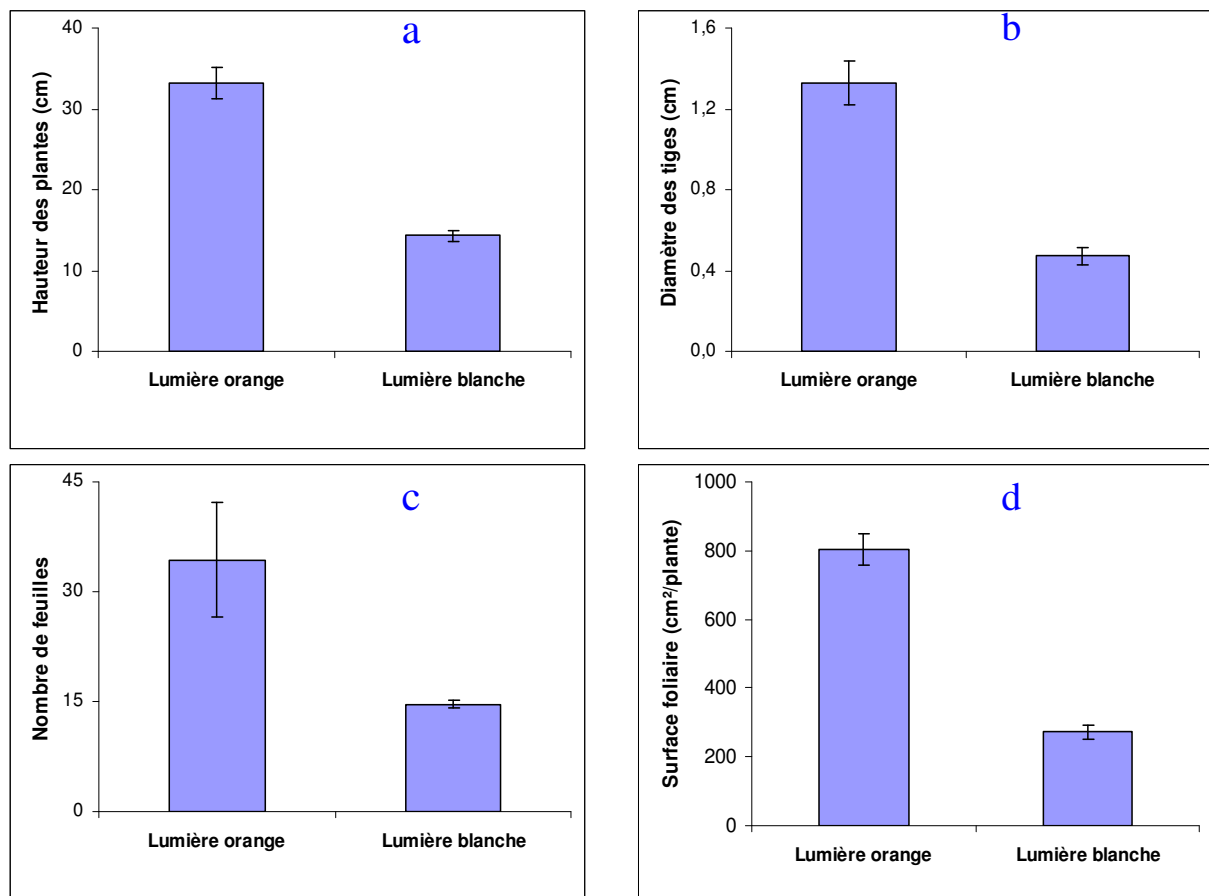 a
Hauteur des plantes (cm)
40
30
20
10
0
Lumière orange Lumière blanche
b
Diamètre des tiges (cm)
1,6
1,2
0,8
0,4
0,0
Lumière orange Lumière blanche
c
Nombre de feuilles
45
30
15
0
Lumière orange Lumière blanche
d
Surface foliaire (cm²/plante)
1000
800
600
400
200
0
Lumière orange Lumière blanche